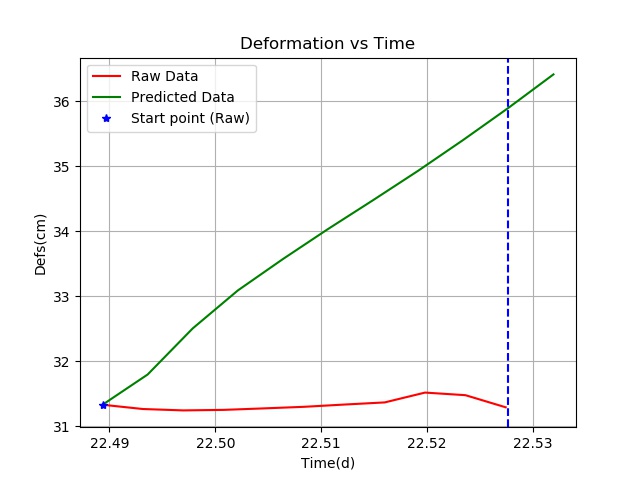 Deformation vs Time
Raw Data
Predicted Data
Start point (Raw)
Defs(cm)
36
35
34
33
32
31
22.49 22.50 22.51 22.52 22.53
Time(d)